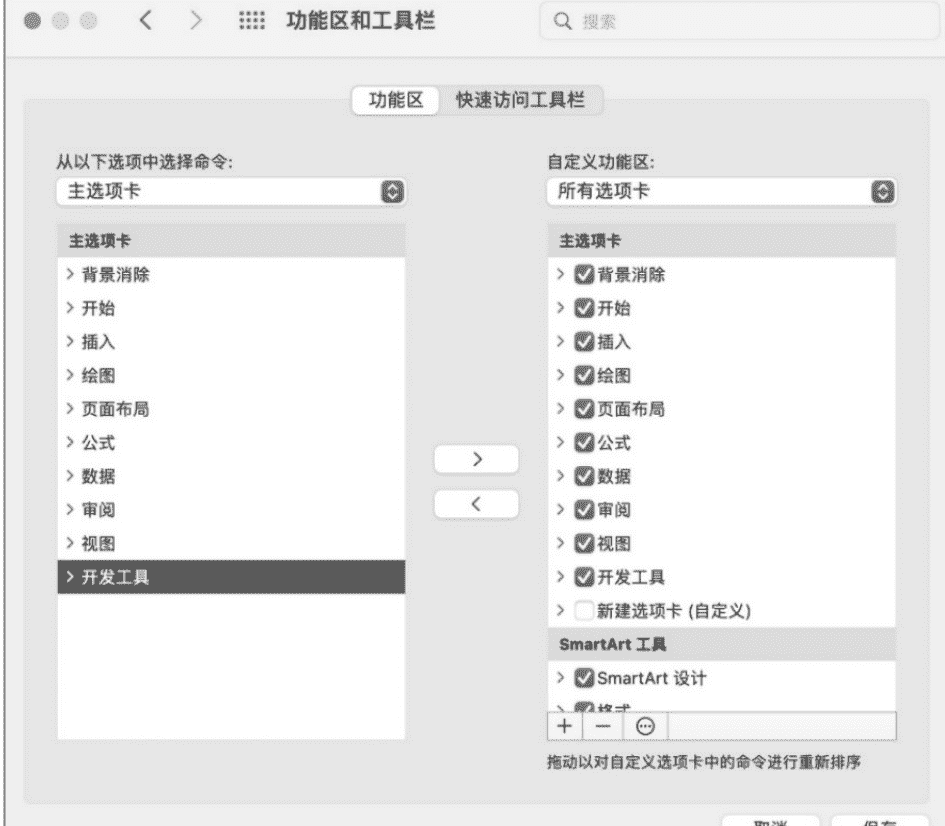 功能区和工具栏
搜索
功能区
快速访问工具栏
从以下选项中选择命令:
主选项卡
主选项卡
背景消除
开始
插入
绘图
页面布局
公式
数据
审阅
视图
开发工具
自定义功能区:
所有选项卡
主选项卡
背景消除
开始
插入
绘图
页面布局
公式
数据
审阅
视图
开发工具
新建选项卡 (自定义)
SmartArt 工具
SmartArt 设计
格式
拖动以对自定义选项卡中的命令进行重新排序
取消
保存